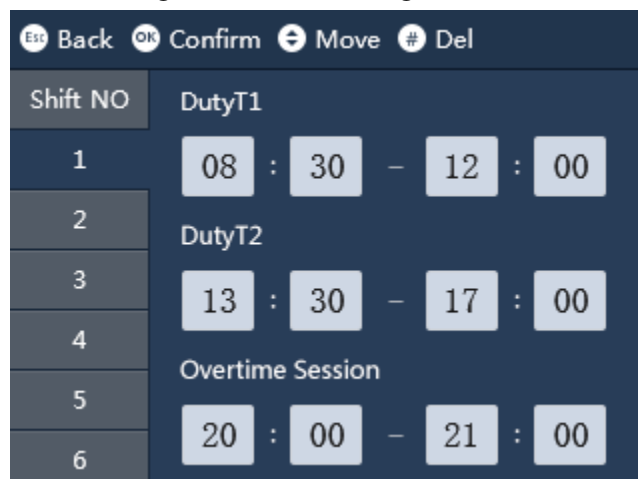 Esc Back OK Confirm Move # Del
Shift NO
1
2
3
4
5
6
DutyT1
08 : 30 – 12 : 00
DutyT2
13 : 30 – 17 : 00
Overtime Session
20 : 00 – 21 : 00